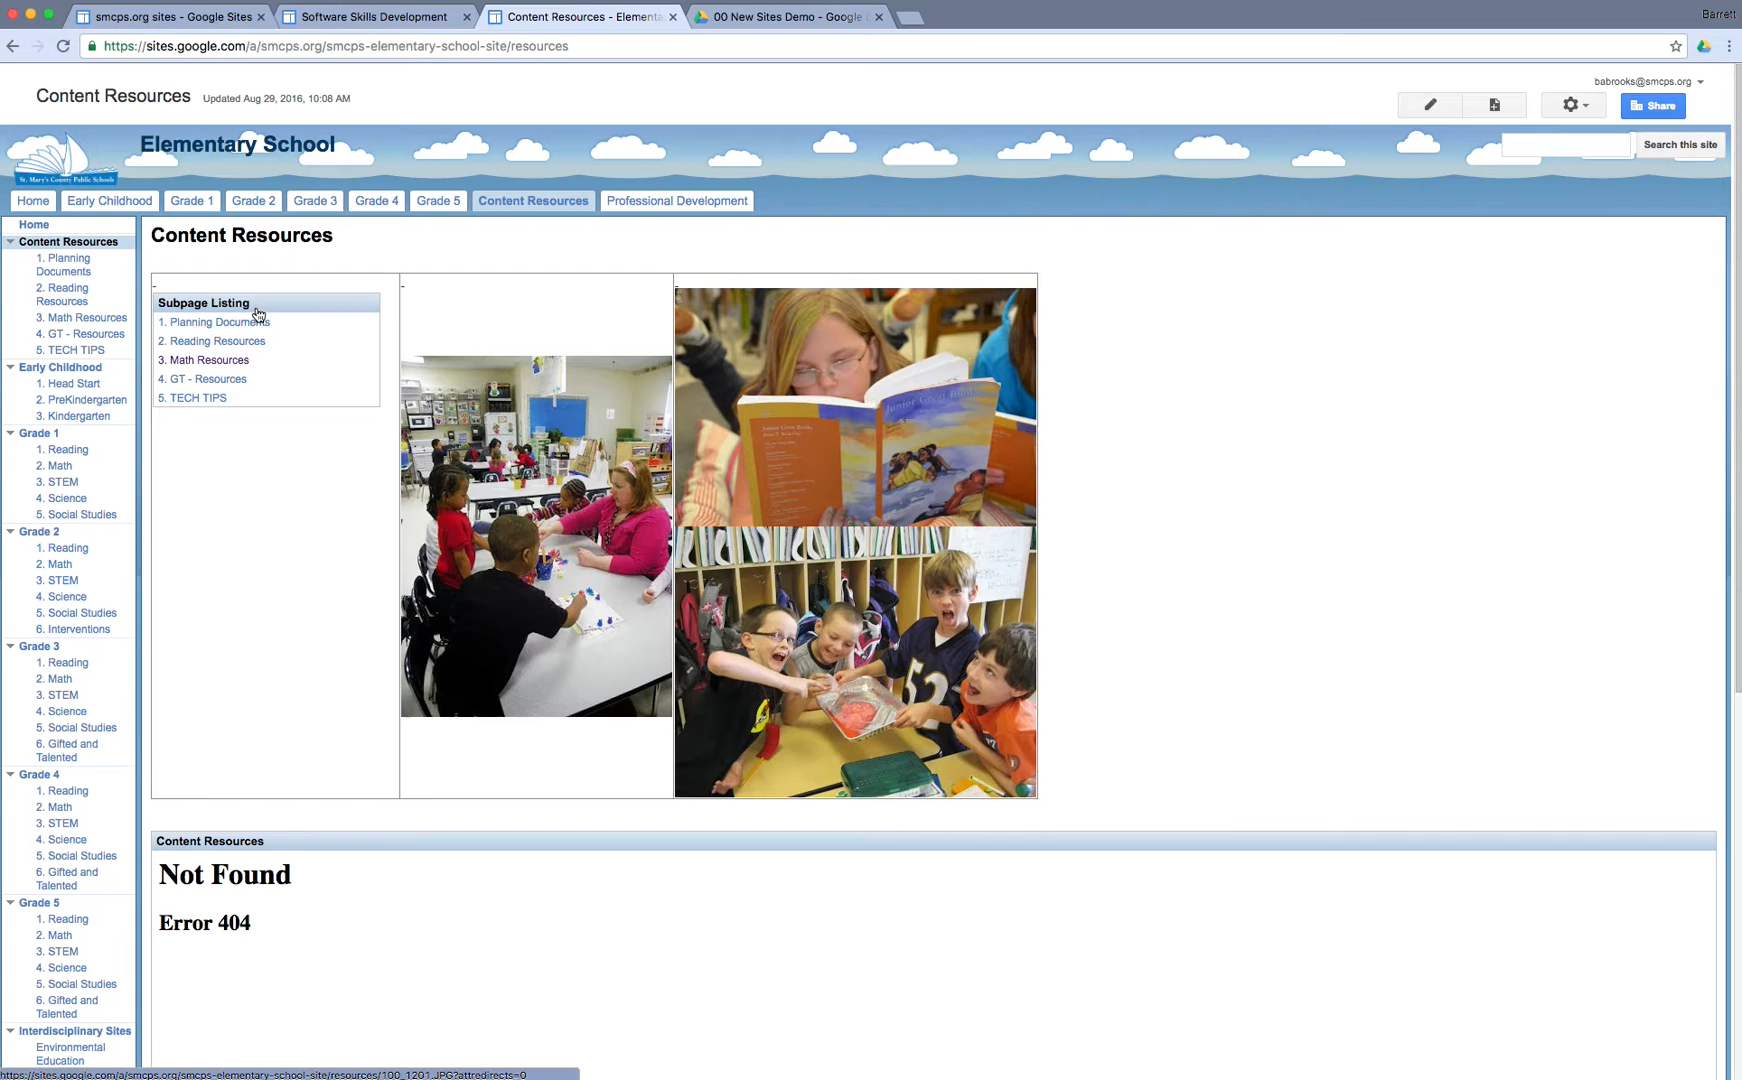 smcps.org sites - Google Sites
Software Skills Development
Content Resources - Elementa
00 New Sites Demo - Google
Barrett
https://sites.google.com/a/smcps.org/smcps-elementary-school-site/resources
babrooks@smcps.org
Content Resources Updated Aug 29, 2016, 10:08 AM
Share
Elementary School
St. Mary's County Public Schools
Search this site
Home
Early Childhood
Grade 1
Grade 2
Grade 3
Grade 4
Grade 5
Content Resources
Professional Development
Home
Content Resources
1. Planning
Documents
2. Reading
Resources
3. Math Resources
4. GT - Resources
5. TECH TIPS
Early Childhood
1. Head Start
2. PreKindergarten
3. Kindergarten
Grade 1
1. Reading
2. Math
3. STEM
4. Science
5. Social Studies
Grade 2
1. Reading
2. Math
3. STEM
4. Science
5. Social Studies
6. Interventions
Grade 3
1. Reading
2. Math
3. STEM
4. Science
5. Social Studies
6. Gifted and
Talented
Grade 4
1. Reading
2. Math
3. STEM
4. Science
5. Social Studies
6. Gifted and
Talented
Grade 5
1. Reading
2. Math
3. STEM
4. Science
5. Social Studies
6. Gifted and
Talented
Interdisciplinary Sites
Environmental
Education
Content Resources
Subpage Listing
1. Planning Documents
2. Reading Resources
3. Math Resources
4. GT - Resources
5. TECH TIPS
Junior Great Books
52
Content Resources
Not Found
Error 404
https://sites.google.com/a/smcps.org/smcps-elementary-school-site/resources/100_1201.JPG?attredirects=0